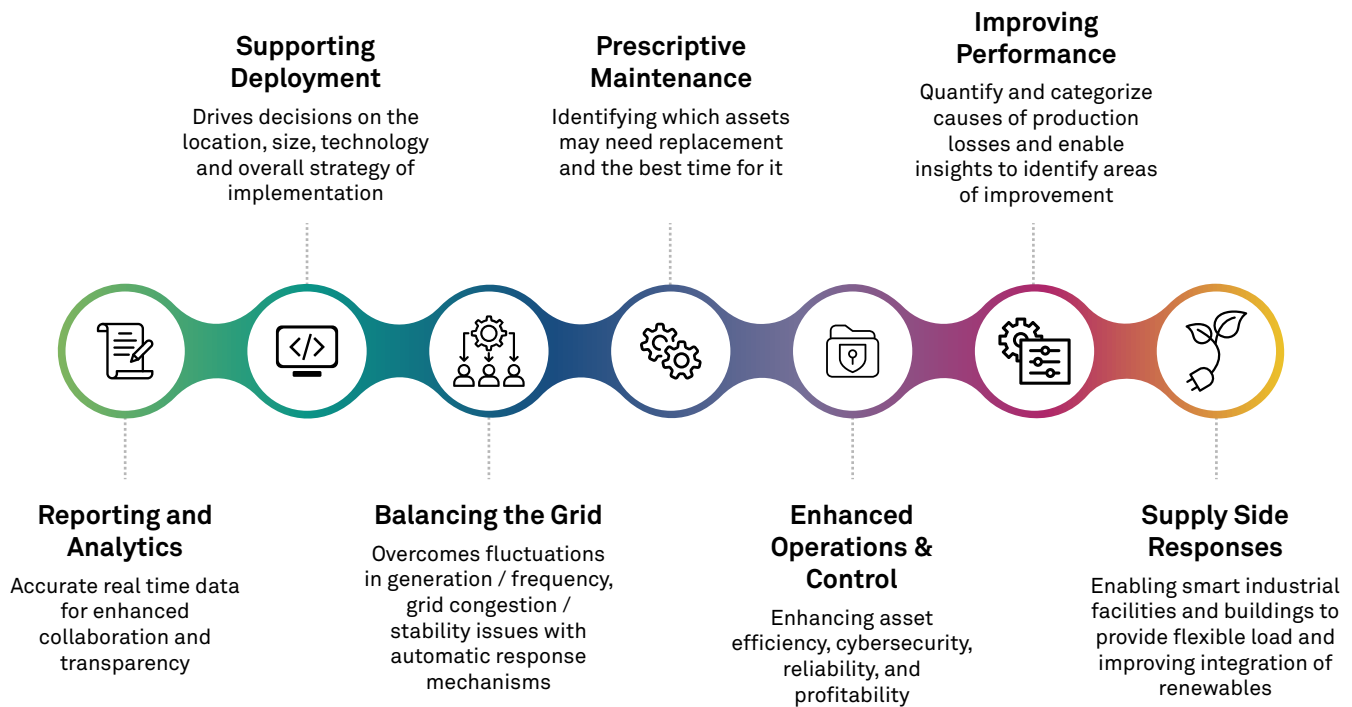 Supporting
Deployment
Drives decisions on the
location, size, technology
and overall strategy of
implementation
Prescriptive
Maintenance
Identifying which assets
may need replacement
and the best time for it
Improving
Performance
Quantify and categorize
causes of production
losses and enable
insights to identify areas
of improvement
Reporting and
Analytics
Accurate real time data
for enhanced
collaboration and
transparency
Balancing the Grid
Overcomes fluctuations
in generation / frequency,
grid congestion /
stability issues with
automatic response
mechanisms
Enhanced
Operations &
Control
Enhancing asset
efficiency, cybersecurity,
reliability, and
profitability
Supply Side
Responses
Enabling smart industrial
facilities and buildings to
provide flexible load and
improving integration of
renewables